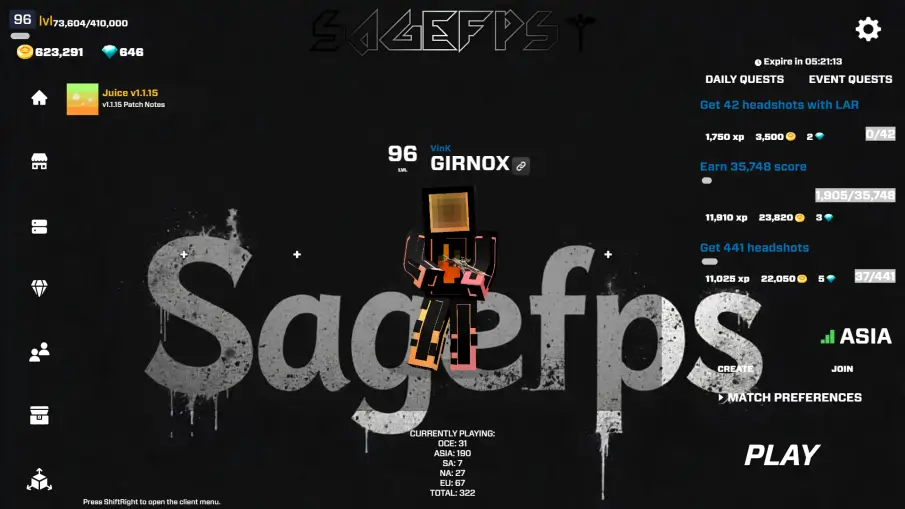 96 lvl 73,604/410,000
623,291 646
SAGEFPS
Juice v1.1.15
v1.1.15 Patch Notes
Expire in 05:21:13
DAILY QUESTS EVENT QUESTS
Get 42 headshots with LAR
1,750 xp 3,500 2 0/42
Earn 35,748 score
1,905/35,748
11,910 xp 23,820 3
Get 441 headshots
11,025 xp 22,050 5 37/441
96 LVL
VinK
GIRNOX
Sagefps
ASIA
CREATE JOIN
MATCH PREFERENCES
PLAY
CURRENTLY PLAYING:
OCE: 31
ASIA: 190
SA: 7
NA: 27
EU: 67
TOTAL: 322
Press ShiftRight to open the client menu.